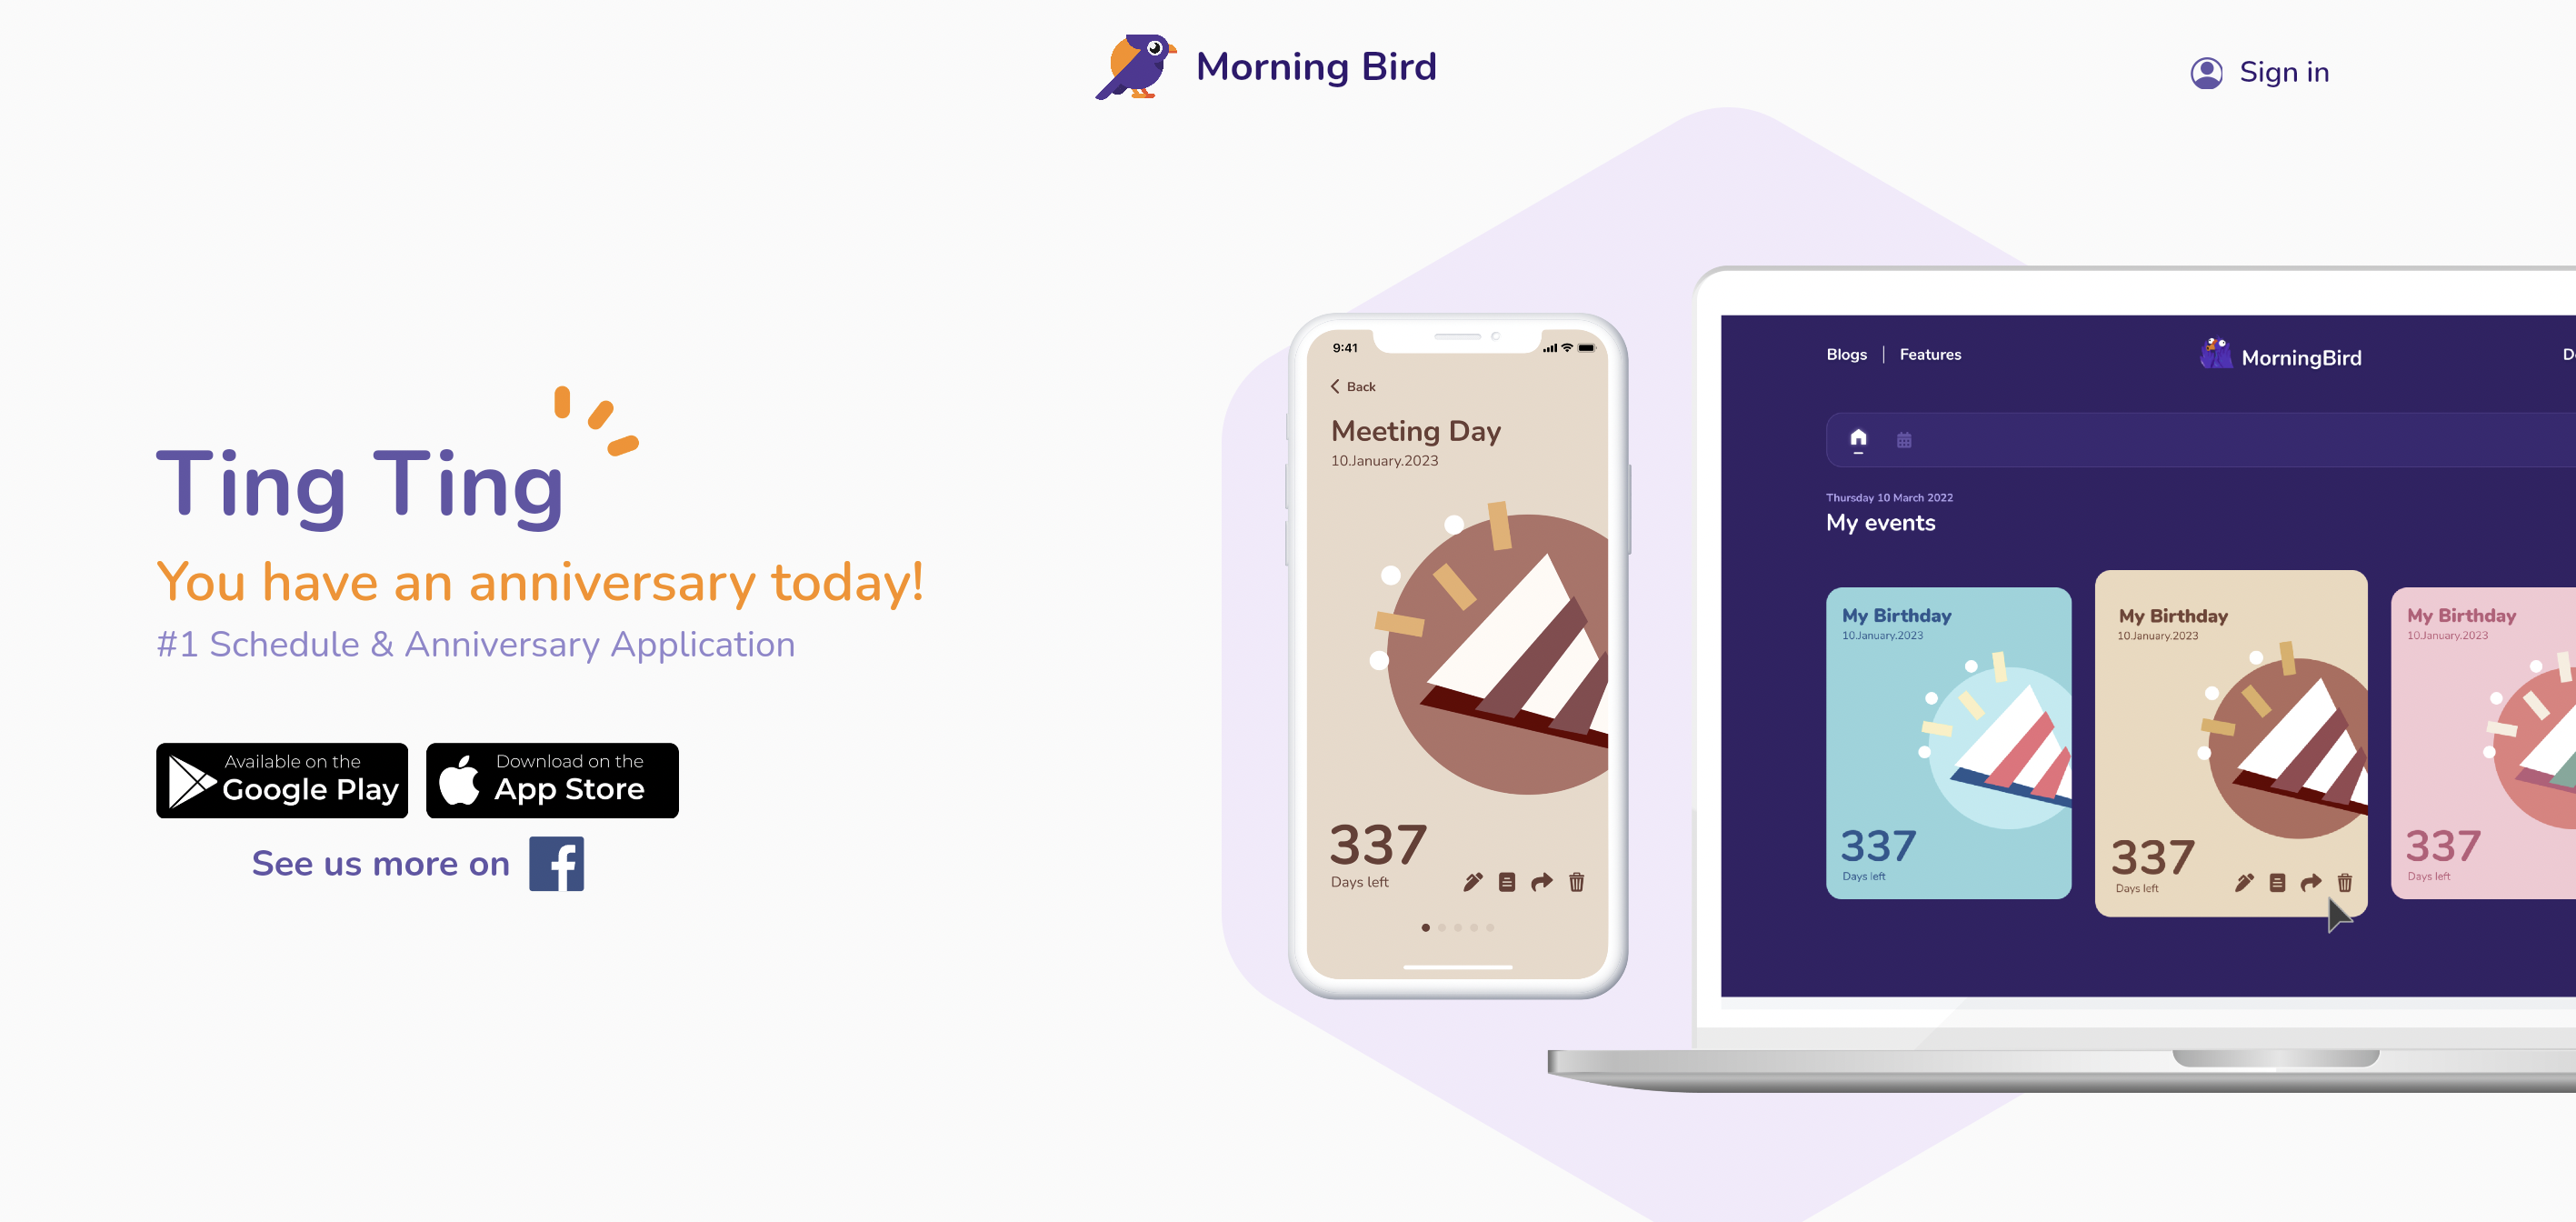 Morning Bird
Sign in
Ting Ting
You have an anniversary today!
#1 Schedule & Anniversary Application
Available on the
Google Play
Download on the
App Store
See us more on
9:41
Back
Meeting Day
10.January.2023
337
Days left
Blogs | Features
MorningBird
Thursday 10 March 2022
My events
My Birthday
10.January.2023
337
Days left
My Birthday
10.January.2023
337
Days left
My Birthday
10.January.2023
337
Days left